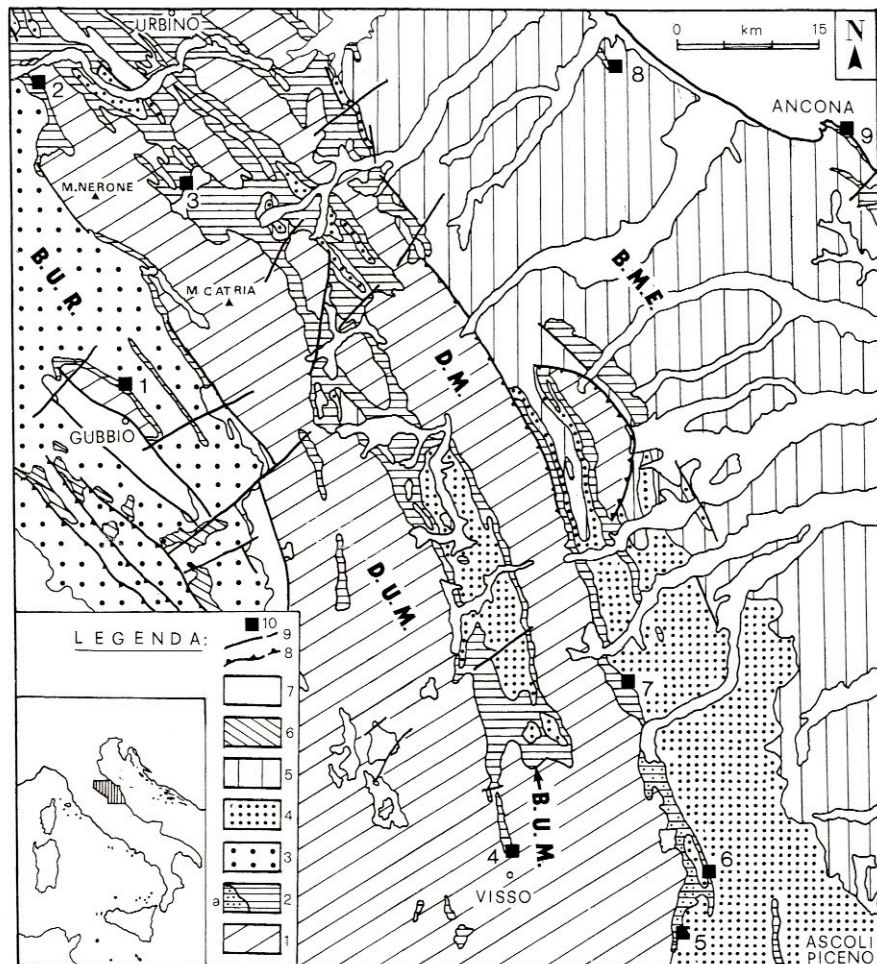 URBINO
km
0 15
N
2
8
ANCONA
9
M. NERONE
3
B. U. R.
M. CATRIA
B. M. E.
D. M.
1
GUBBIO
D. U. M.
LEGENDA:
10
9
8
7
6
5
4
3
a 2
1
7
B. U. M.
4
VISSO
6
5
ASCOLI
PICENO